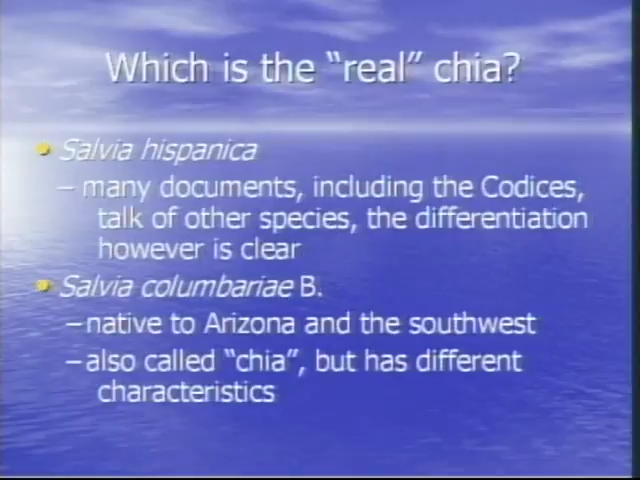 Which is the “real” chia?
Salvia hispanica
– many documents, including the Codices,
talk of other species, the differentiation
however is clear
Salvia columbariae B.
– native to Arizona and the southwest
– also called “chia”, but has different
characteristics